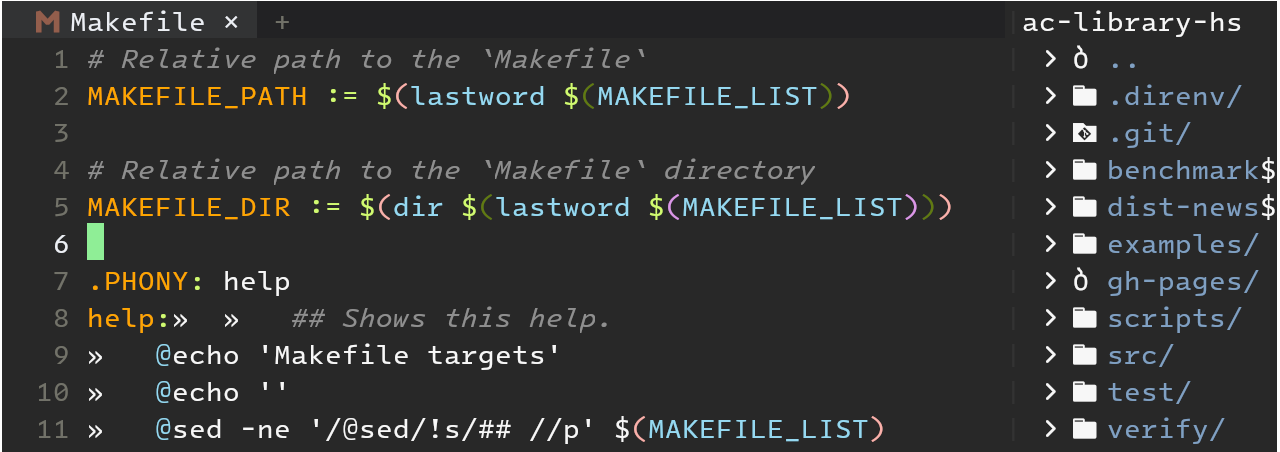 Makefile × +
1 # Relative path to the `Makefile`
2 MAKEFILE_PATH := $(lastword $(MAKEFILE_LIST))
3
4 # Relative path to the `Makefile` directory
5 MAKEFILE_DIR := $(dir $(lastword $(MAKEFILE_LIST)))
6
7 .PHONY: help
8 help:»  »   ## Shows this help.
9 »   @echo 'Makefile targets'
10 »   @echo ''
11 »   @sed -ne '/@sed/!s/## //p' $(MAKEFILE_LIST)
ac-library-hs
..
.direnv/
.git/
benchmark$
dist-news$
examples/
gh-pages/
scripts/
src/
test/
verify/